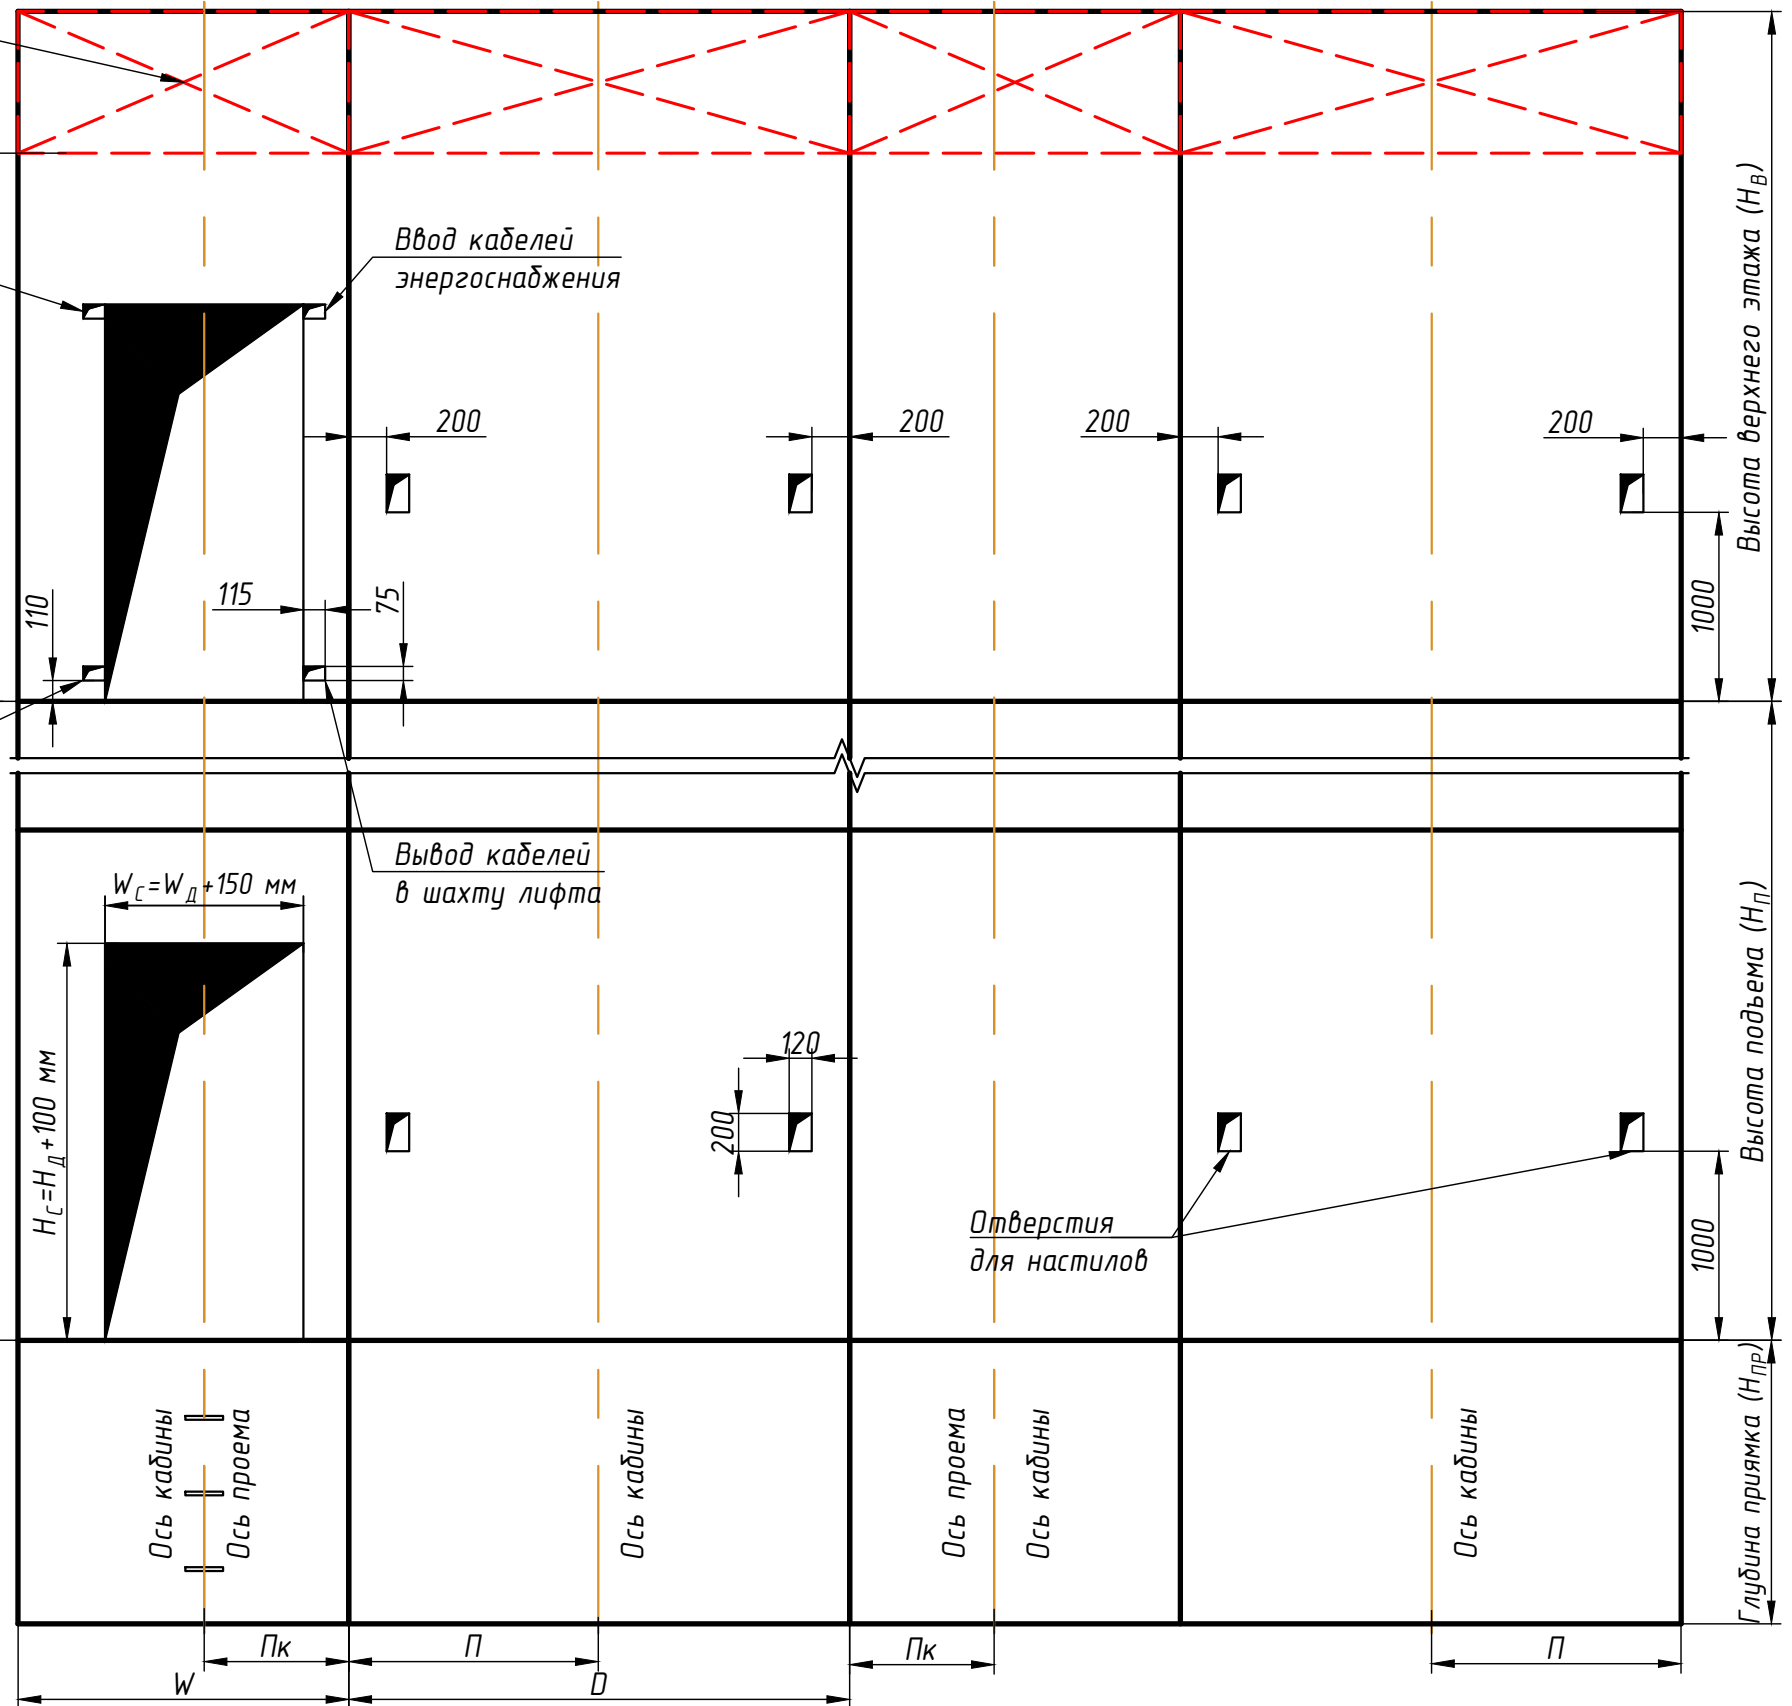 Ввод кабелей
энергоснабжения
200
200
200
200
Высота верхнего этажа (HВ)
110
115
75
1000
Вывод кабелей
в шахту лифта
WС=WД+150 мм
HС=HД+100 мм
120
200
Высота подъема (HП)
Отверстия
для настилов
1000
Ось кабины
Ось проема
Ось кабины
Ось проема
Ось кабины
Ось кабины
Глубина приямка (HПР)
Пк
П
Пк
П
W
D